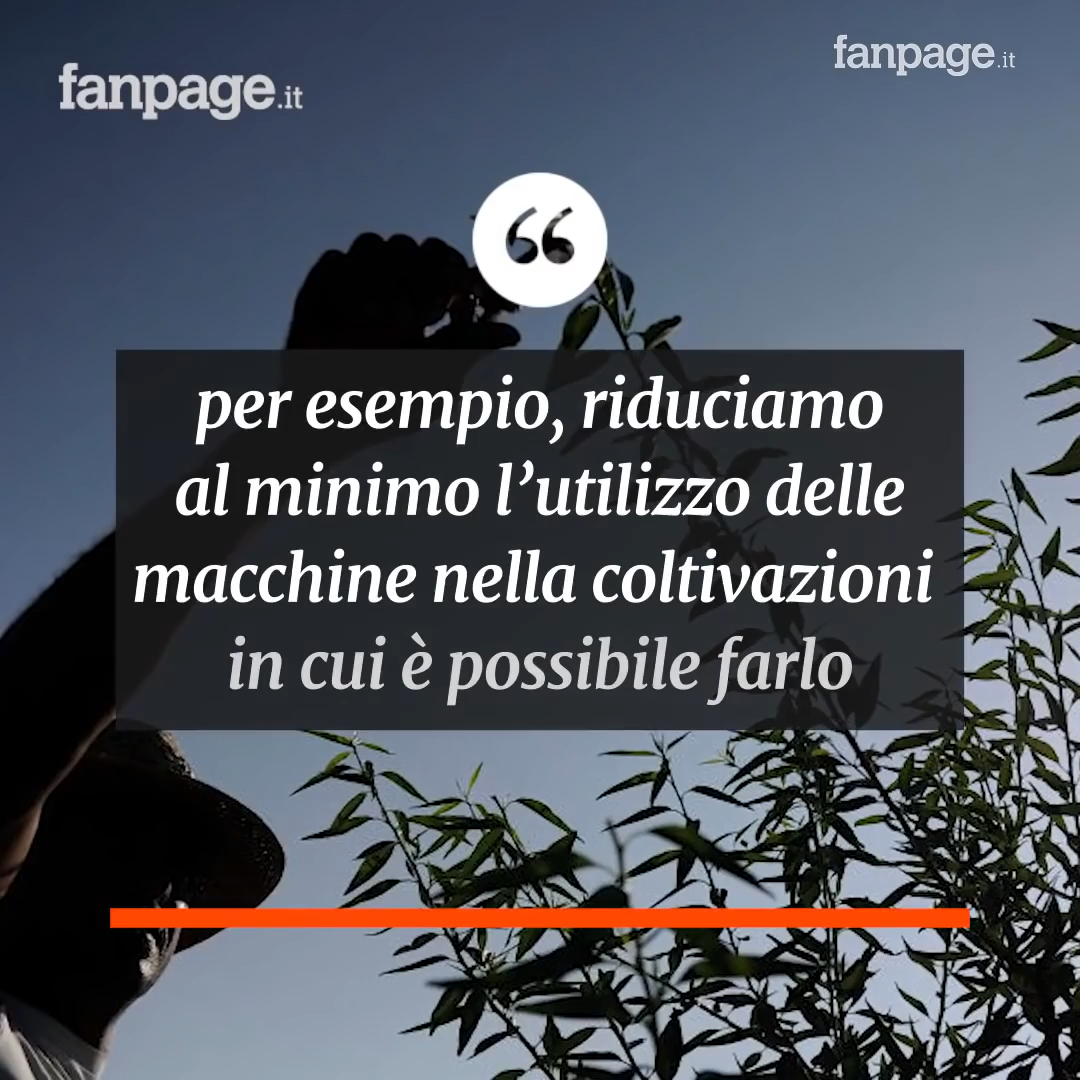 fanpage.it
fanpage.it
“
per esempio, riduciamo
al minimo l’utilizzo delle
macchine nella coltivazioni
in cui è possibile farlo